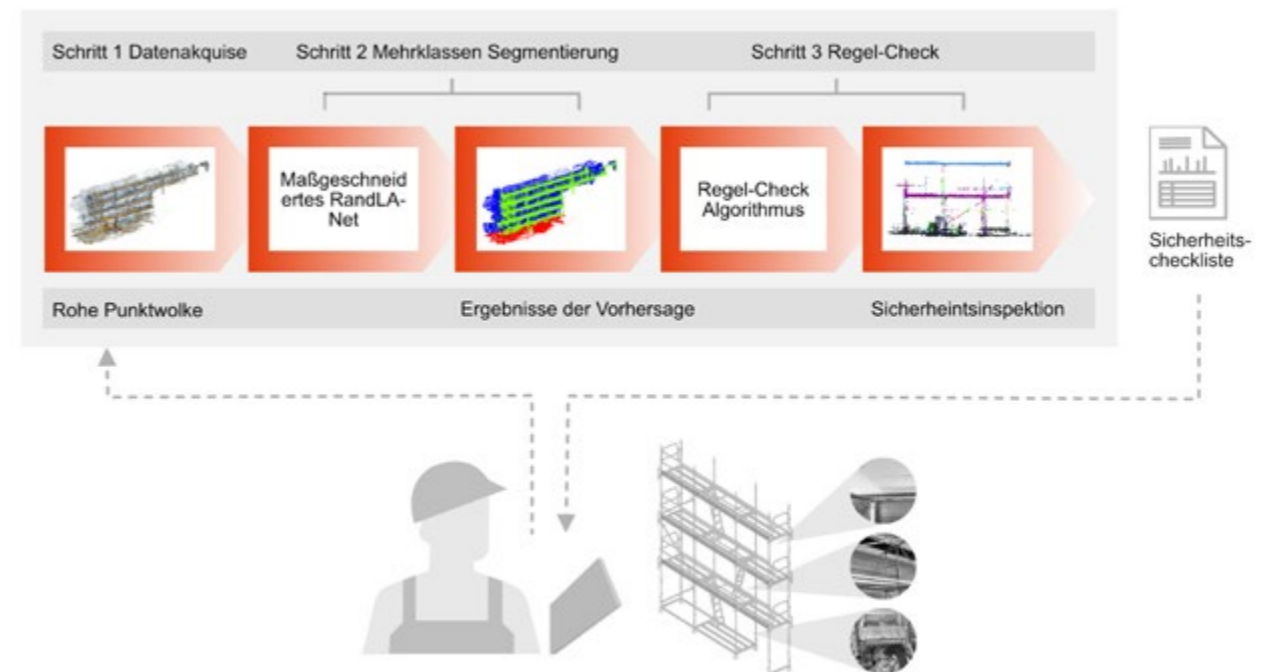 Schritt 1 Datenakquise
Schritt 2 Mehrklassen Segmentierung
Schritt 3 Regel-Check
Maßgeschneid
ertes RandLA-
Net
Regel-Check
Algorithmus
Sicherheits-
checkliste
Rohe Punktwolke
Ergebnisse der Vorhersage
Sicherheintsinspektion